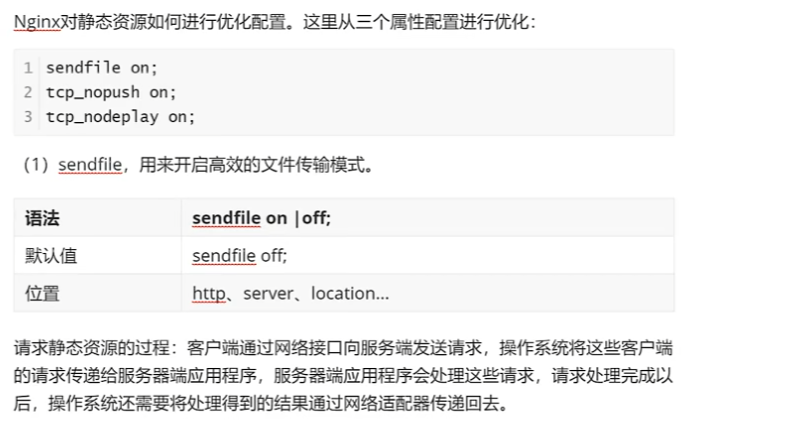 Nginx对静态资源如何进行优化配置。这里从三个属性配置进行优化：
1 sendfile on;
2 tcp_nopush on;
3 tcp_nodeplay on;
（1）sendfile，用来开启高效的文件传输模式。
语法 sendfile on |off;
默认值 sendfile off;
位置 http、server、location...
请求静态资源的过程：客户端通过网络接口向服务端发送请求，操作系统将这些客户端
的请求传递给服务器端应用程序，服务器端应用程序会处理这些请求，请求处理完成以
后，操作系统还需要将处理得到的结果通过网络适配器传递回去。